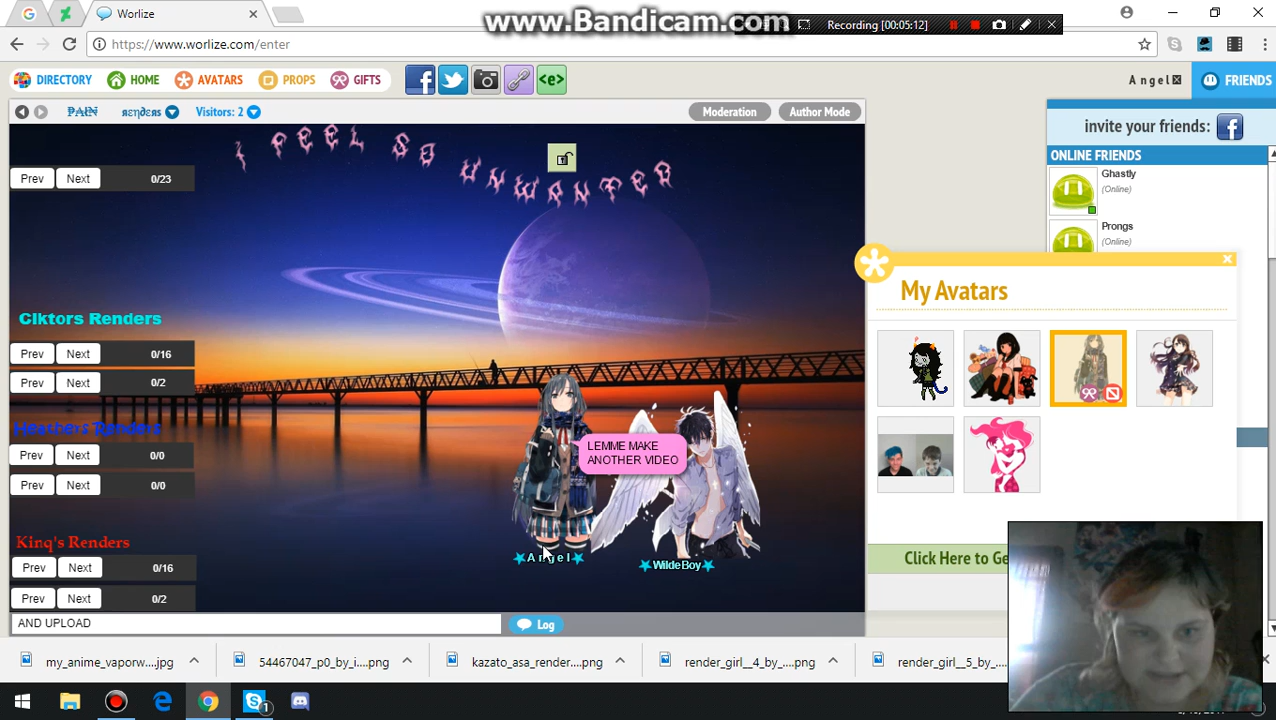 www.Bandicam.com
Recording [00:05:12]
Worlize
https://www.worlize.com/enter
DIRECTORY HOME AVATARS PROPS GIFTS
<e>
Angel
FRIENDS
Visitors: 2
Moderation
Author Mode
invite your friends:
ONLINE FRIENDS
Ghastly
(Online)
Prongs
(Online)
I FEEL SO UNWANTED
Prev Next 0/23
My Avatars
Clktors Renders
Prev Next 0/16
Prev Next 0/2
Heathers Renders
Prev Next 0/0
Prev Next 0/0
LEMME MAKE
ANOTHER VIDEO
Kinq's Renders
Prev Next 0/16
Prev Next 0/2
Angel
WildeBoy
Click Here to Ge
AND UPLOAD
Log
my_anime_vaporw....jpg
54467047_p0_by_i....png
kazato_asa_render....png
render_girl__4_by_....png
render_girl__5_by_....
1